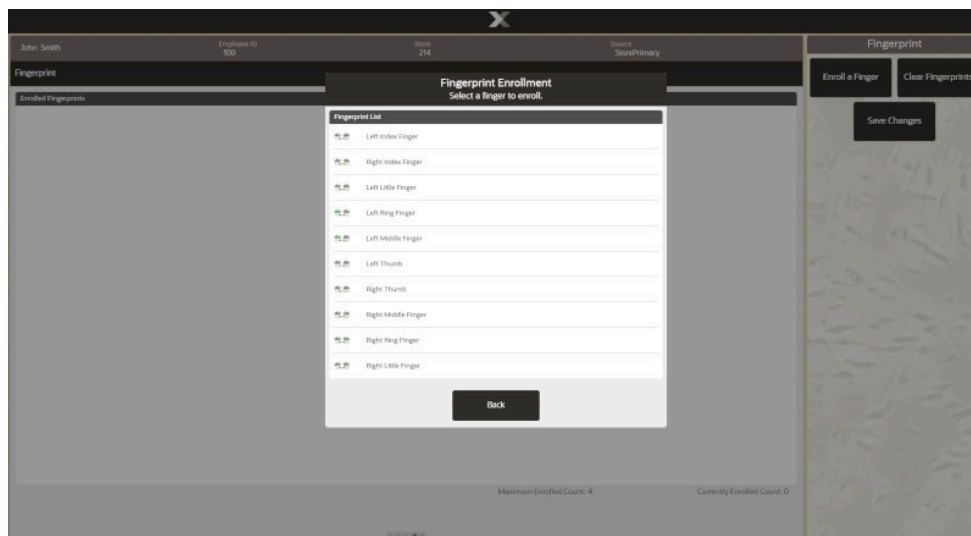 John Smith
Employee ID
100
Store
214
Source
StorePrimary
Fingerprint
Fingerprint
Enrolled Fingerprints
Fingerprint Enrollment
Select a finger to enroll.
Fingerprint List
Left Index Finger
Right Index Finger
Left Little Finger
Left Ring Finger
Left Middle Finger
Left Thumb
Right Thumb
Right Middle Finger
Right Ring Finger
Right Little Finger
Back
Enroll a Finger
Clear Fingerprints
Save Changes
Maximum Enrolled Count: 4
Currently Enrolled Count: 0